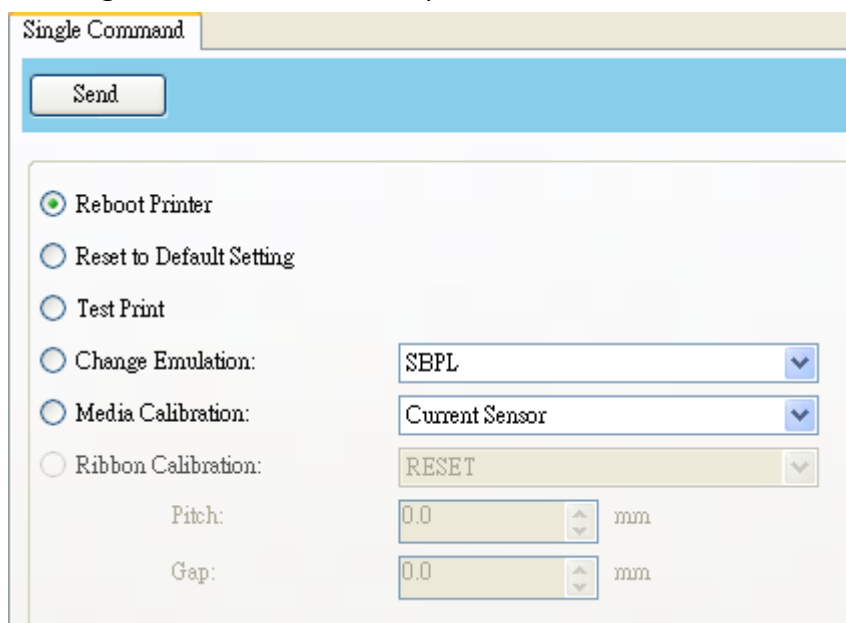 Single Command
Send
Reboot Printer
Reset to Default Setting
Test Print
Change Emulation: SBPL
Media Calibration: Current Sensor
Ribbon Calibration: RESET
Pitch: 0.0 mm
Gap: 0.0 mm